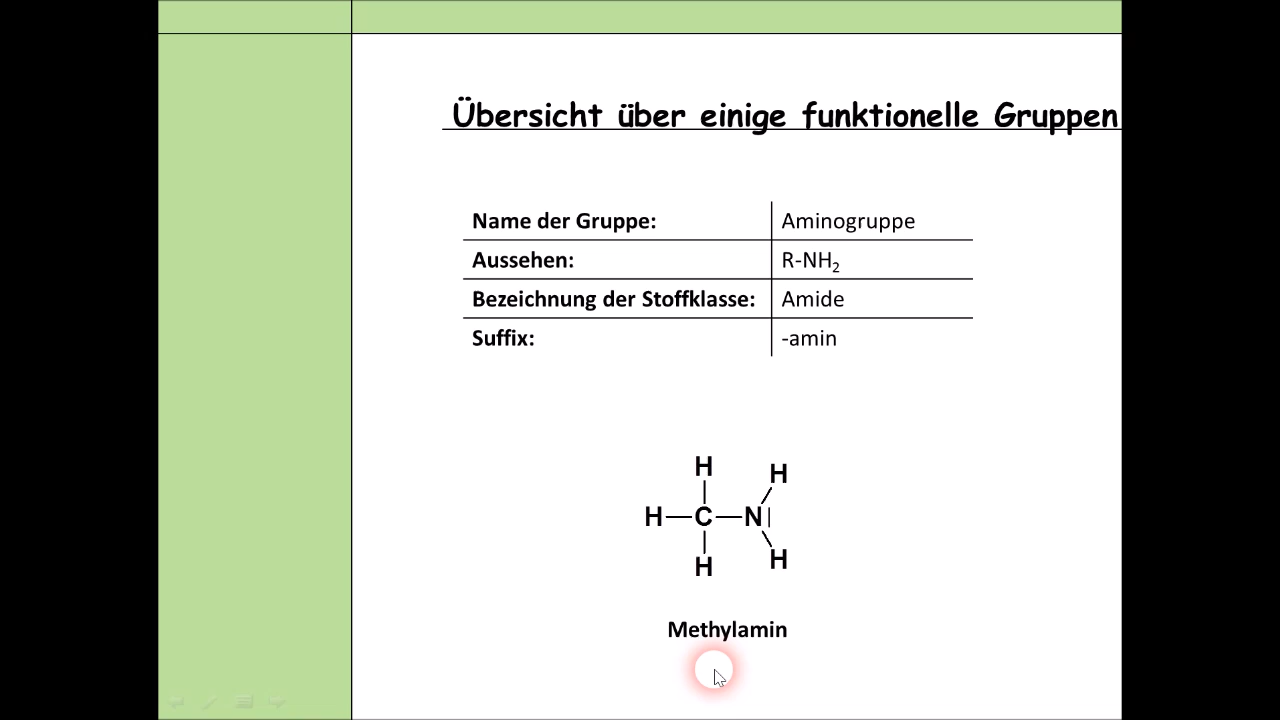 Übersicht über einige funktionelle Gruppen
Name der Gruppe: Aminogruppe
Aussehen: R-NH₂
Bezeichnung der Stoffklasse: Amide
Suffix: -amin
H H
H—C—N|
H H
Methylamin